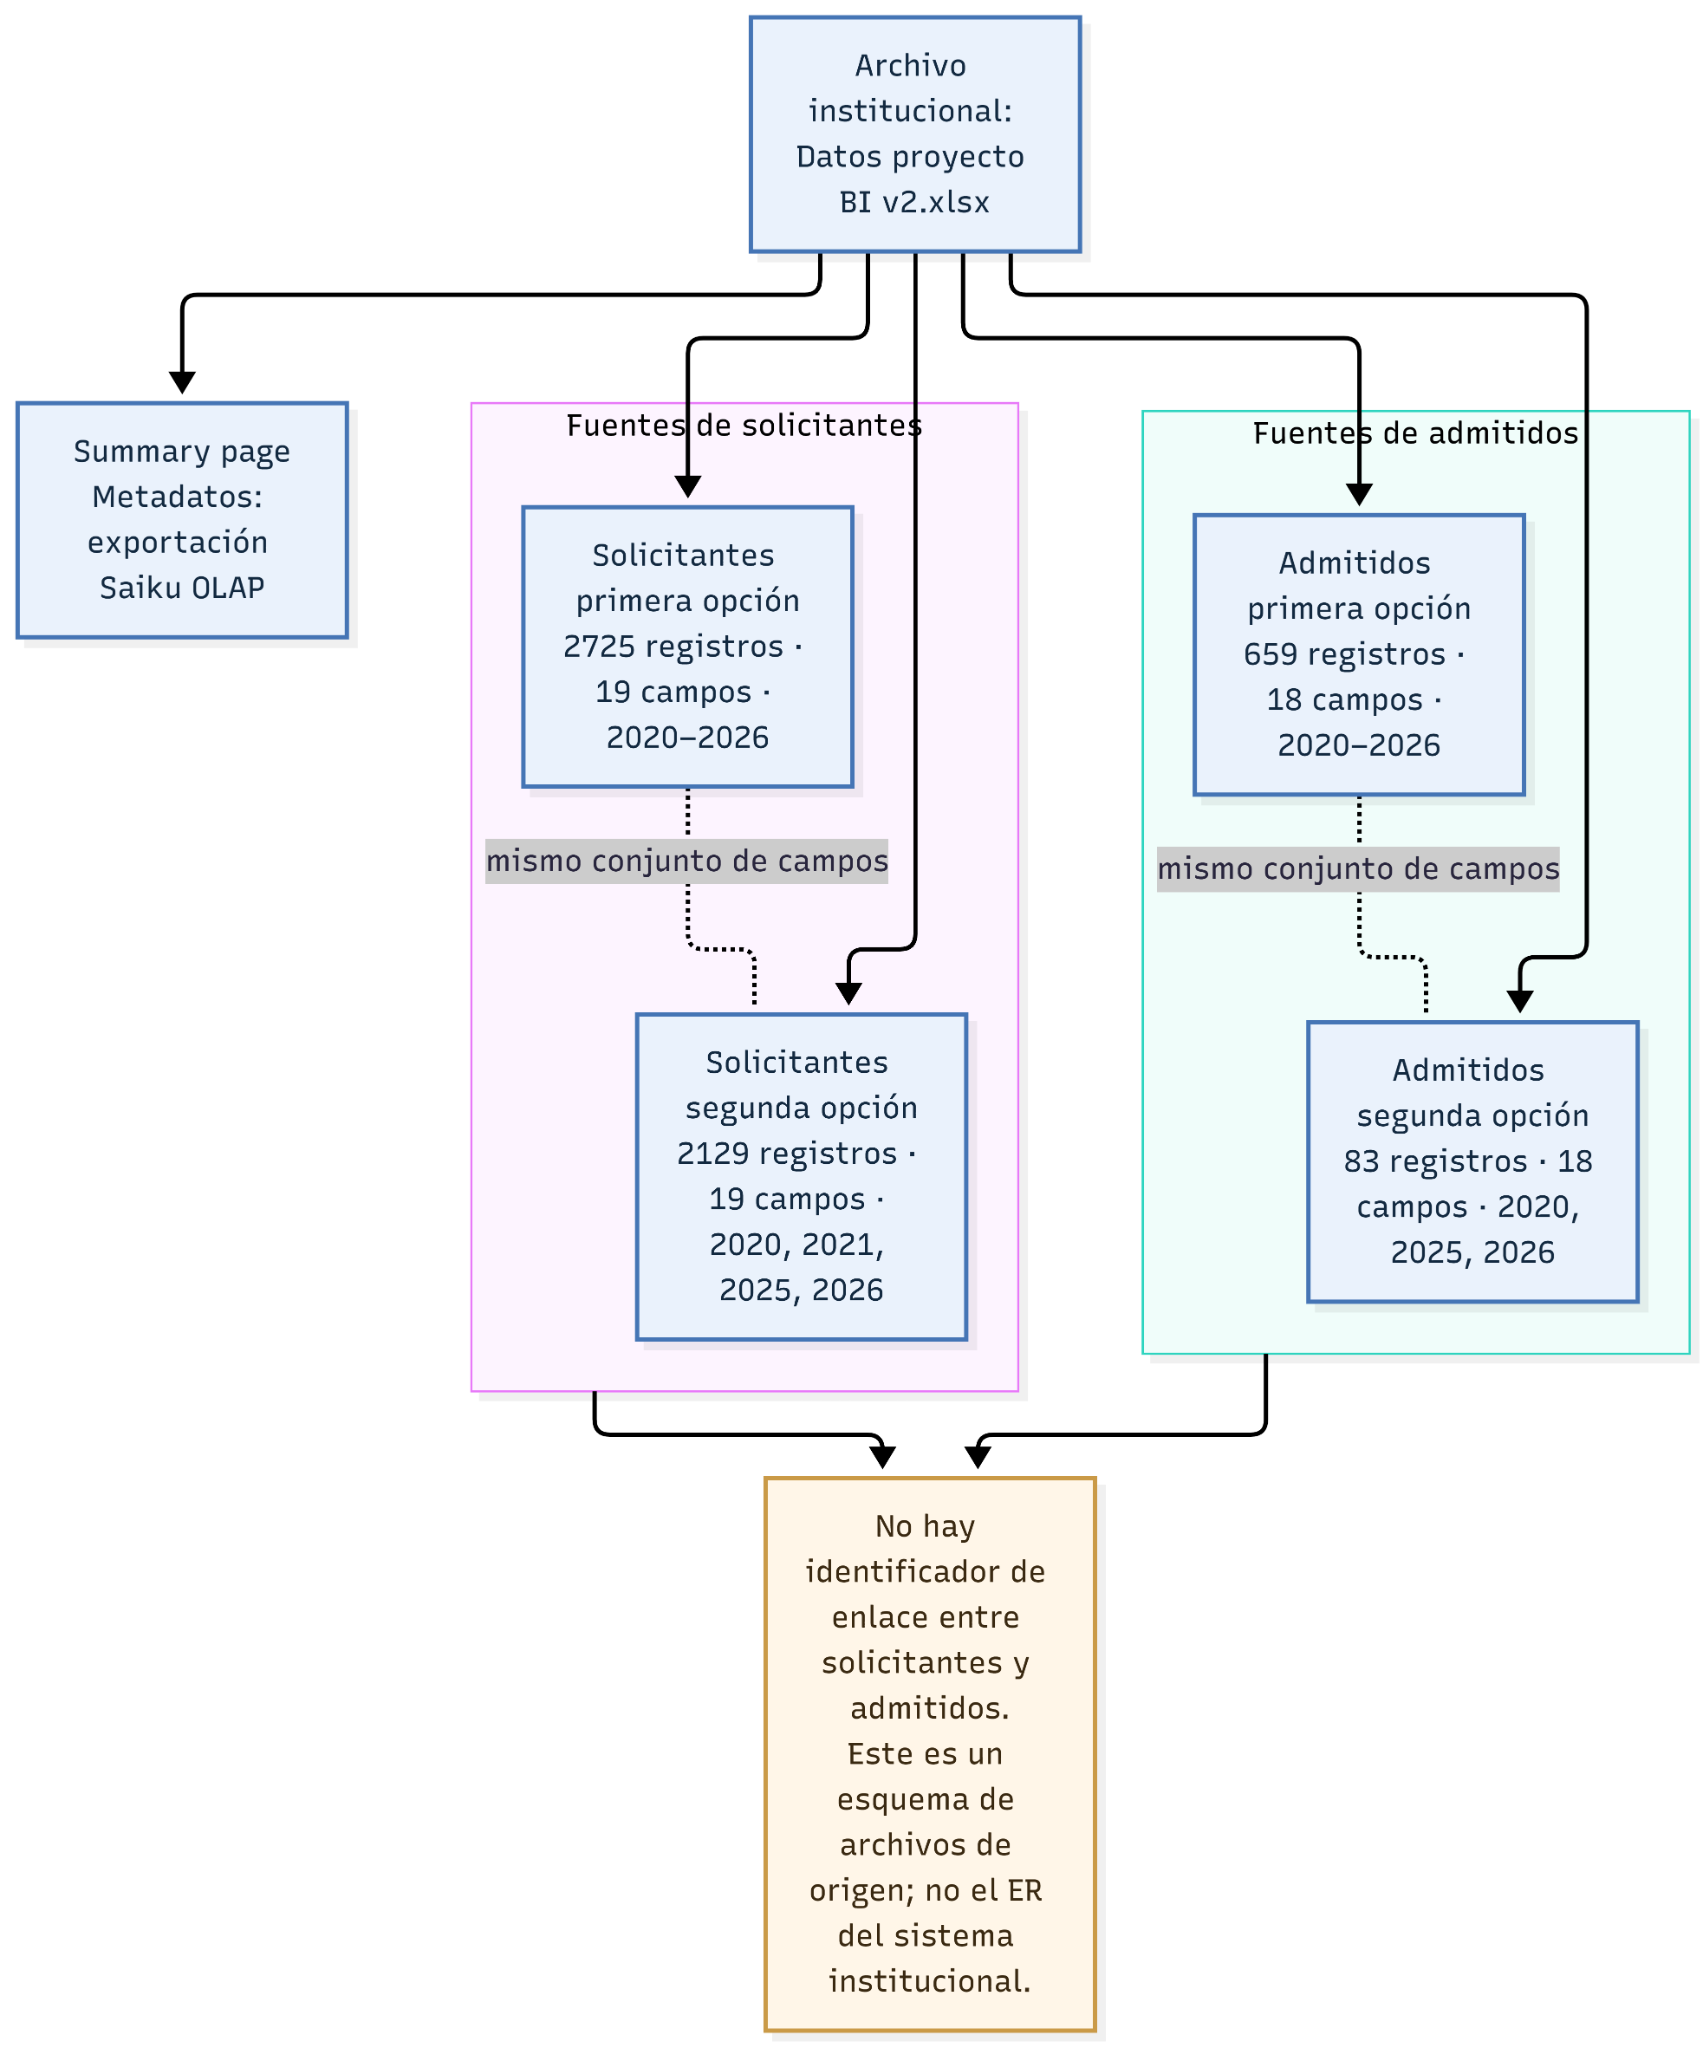 Archivo
institucional:
Datos proyecto
BI v2.xlsx
Summary page
Metadatos:
exportación
Saiku OLAP
Fuentes de solicitantes
Solicitantes
primera opción
2725 registros ·
19 campos ·
2020–2026
mismo conjunto de campos
Solicitantes
segunda opción
2129 registros ·
19 campos ·
2020, 2021,
2025, 2026
Fuentes de admitidos
Admitidos
primera opción
659 registros ·
18 campos ·
2020–2026
mismo conjunto de campos
Admitidos
segunda opción
83 registros · 18
campos · 2020,
2025, 2026
No hay
identificador de
enlace entre
solicitantes y
admitidos.
Este es un
esquema de
archivos de
origen; no el ER
del sistema
institucional.